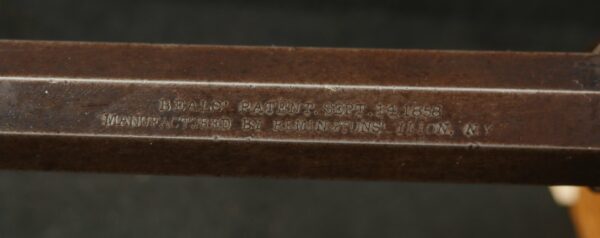 BEALS' PATENT. SEPT. 14. 1858
MANUFACTURED BY REMINGTONS' ILION, N.Y.